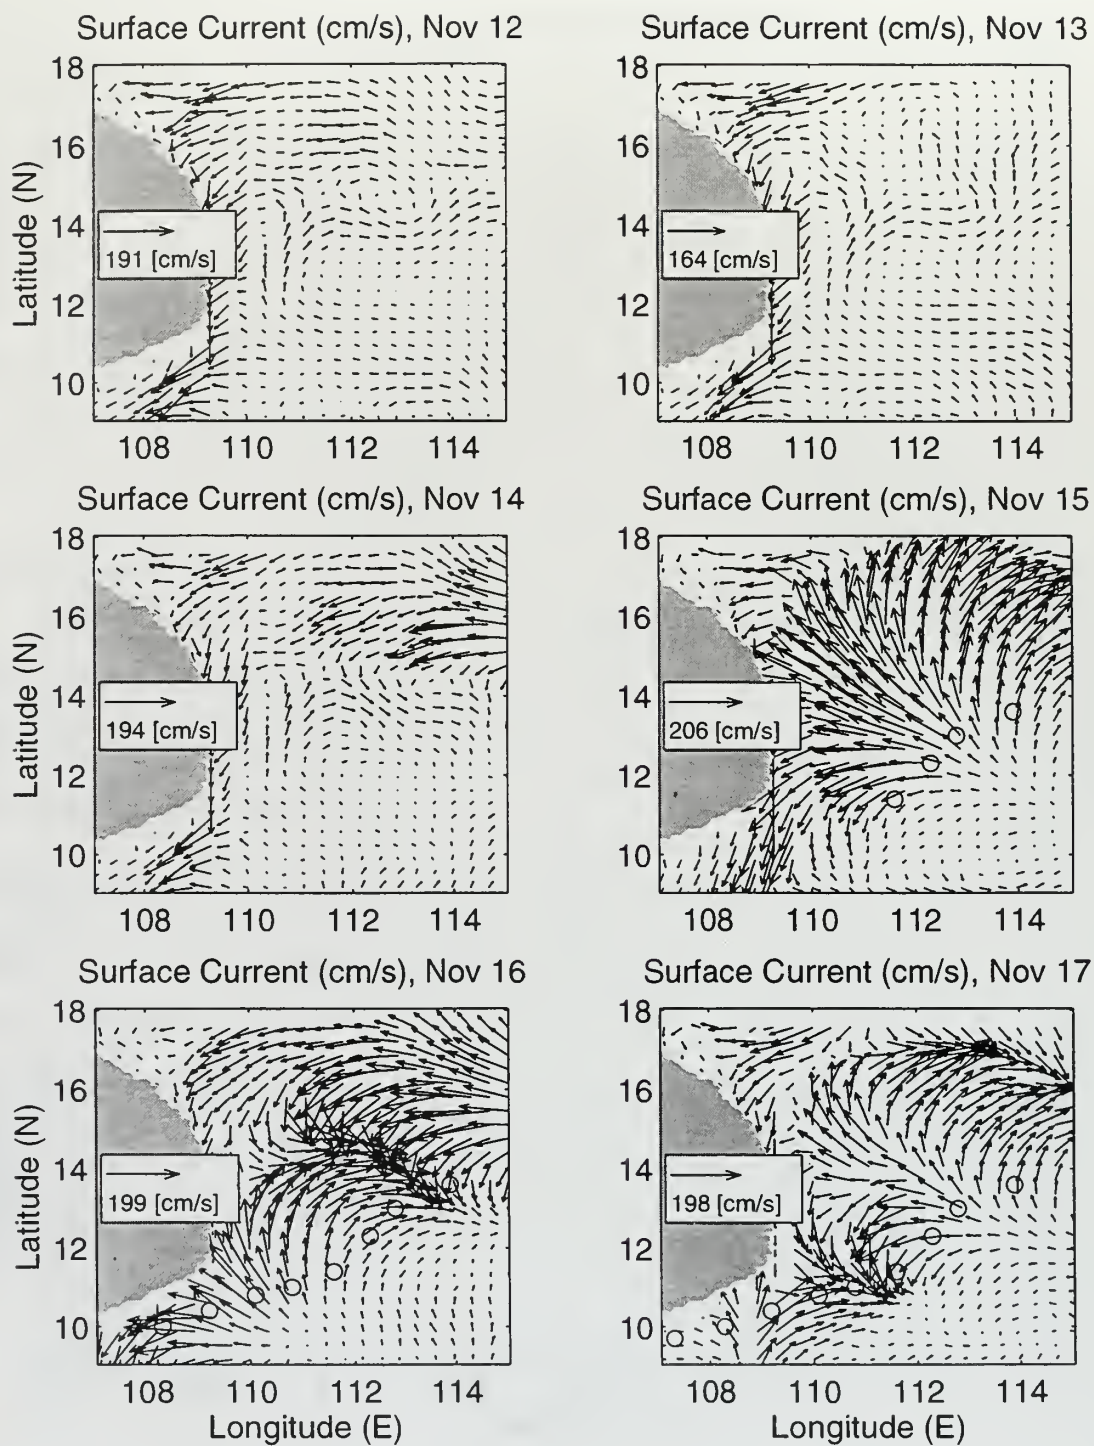 Surface Current (cm/s), Nov 12
Surface Current (cm/s), Nov 13
18
16
14
12
10
Latitude (N)
191 [cm/s]
108 110 112 114
18
16
14
12
10
164 [cm/s]
108 110 112 114
Surface Current (cm/s), Nov 14
Surface Current (cm/s), Nov 15
18
16
14
12
10
Latitude (N)
194 [cm/s]
108 110 112 114
18
16
14
12
10
206 [cm/s]
108 110 112 114
Surface Current (cm/s), Nov 16
Surface Current (cm/s), Nov 17
18
16
14
12
10
Latitude (N)
199 [cm/s]
108 110 112 114
Longitude (E)
18
16
14
12
10
198 [cm/s]
108 110 112 114
Longitude (E)